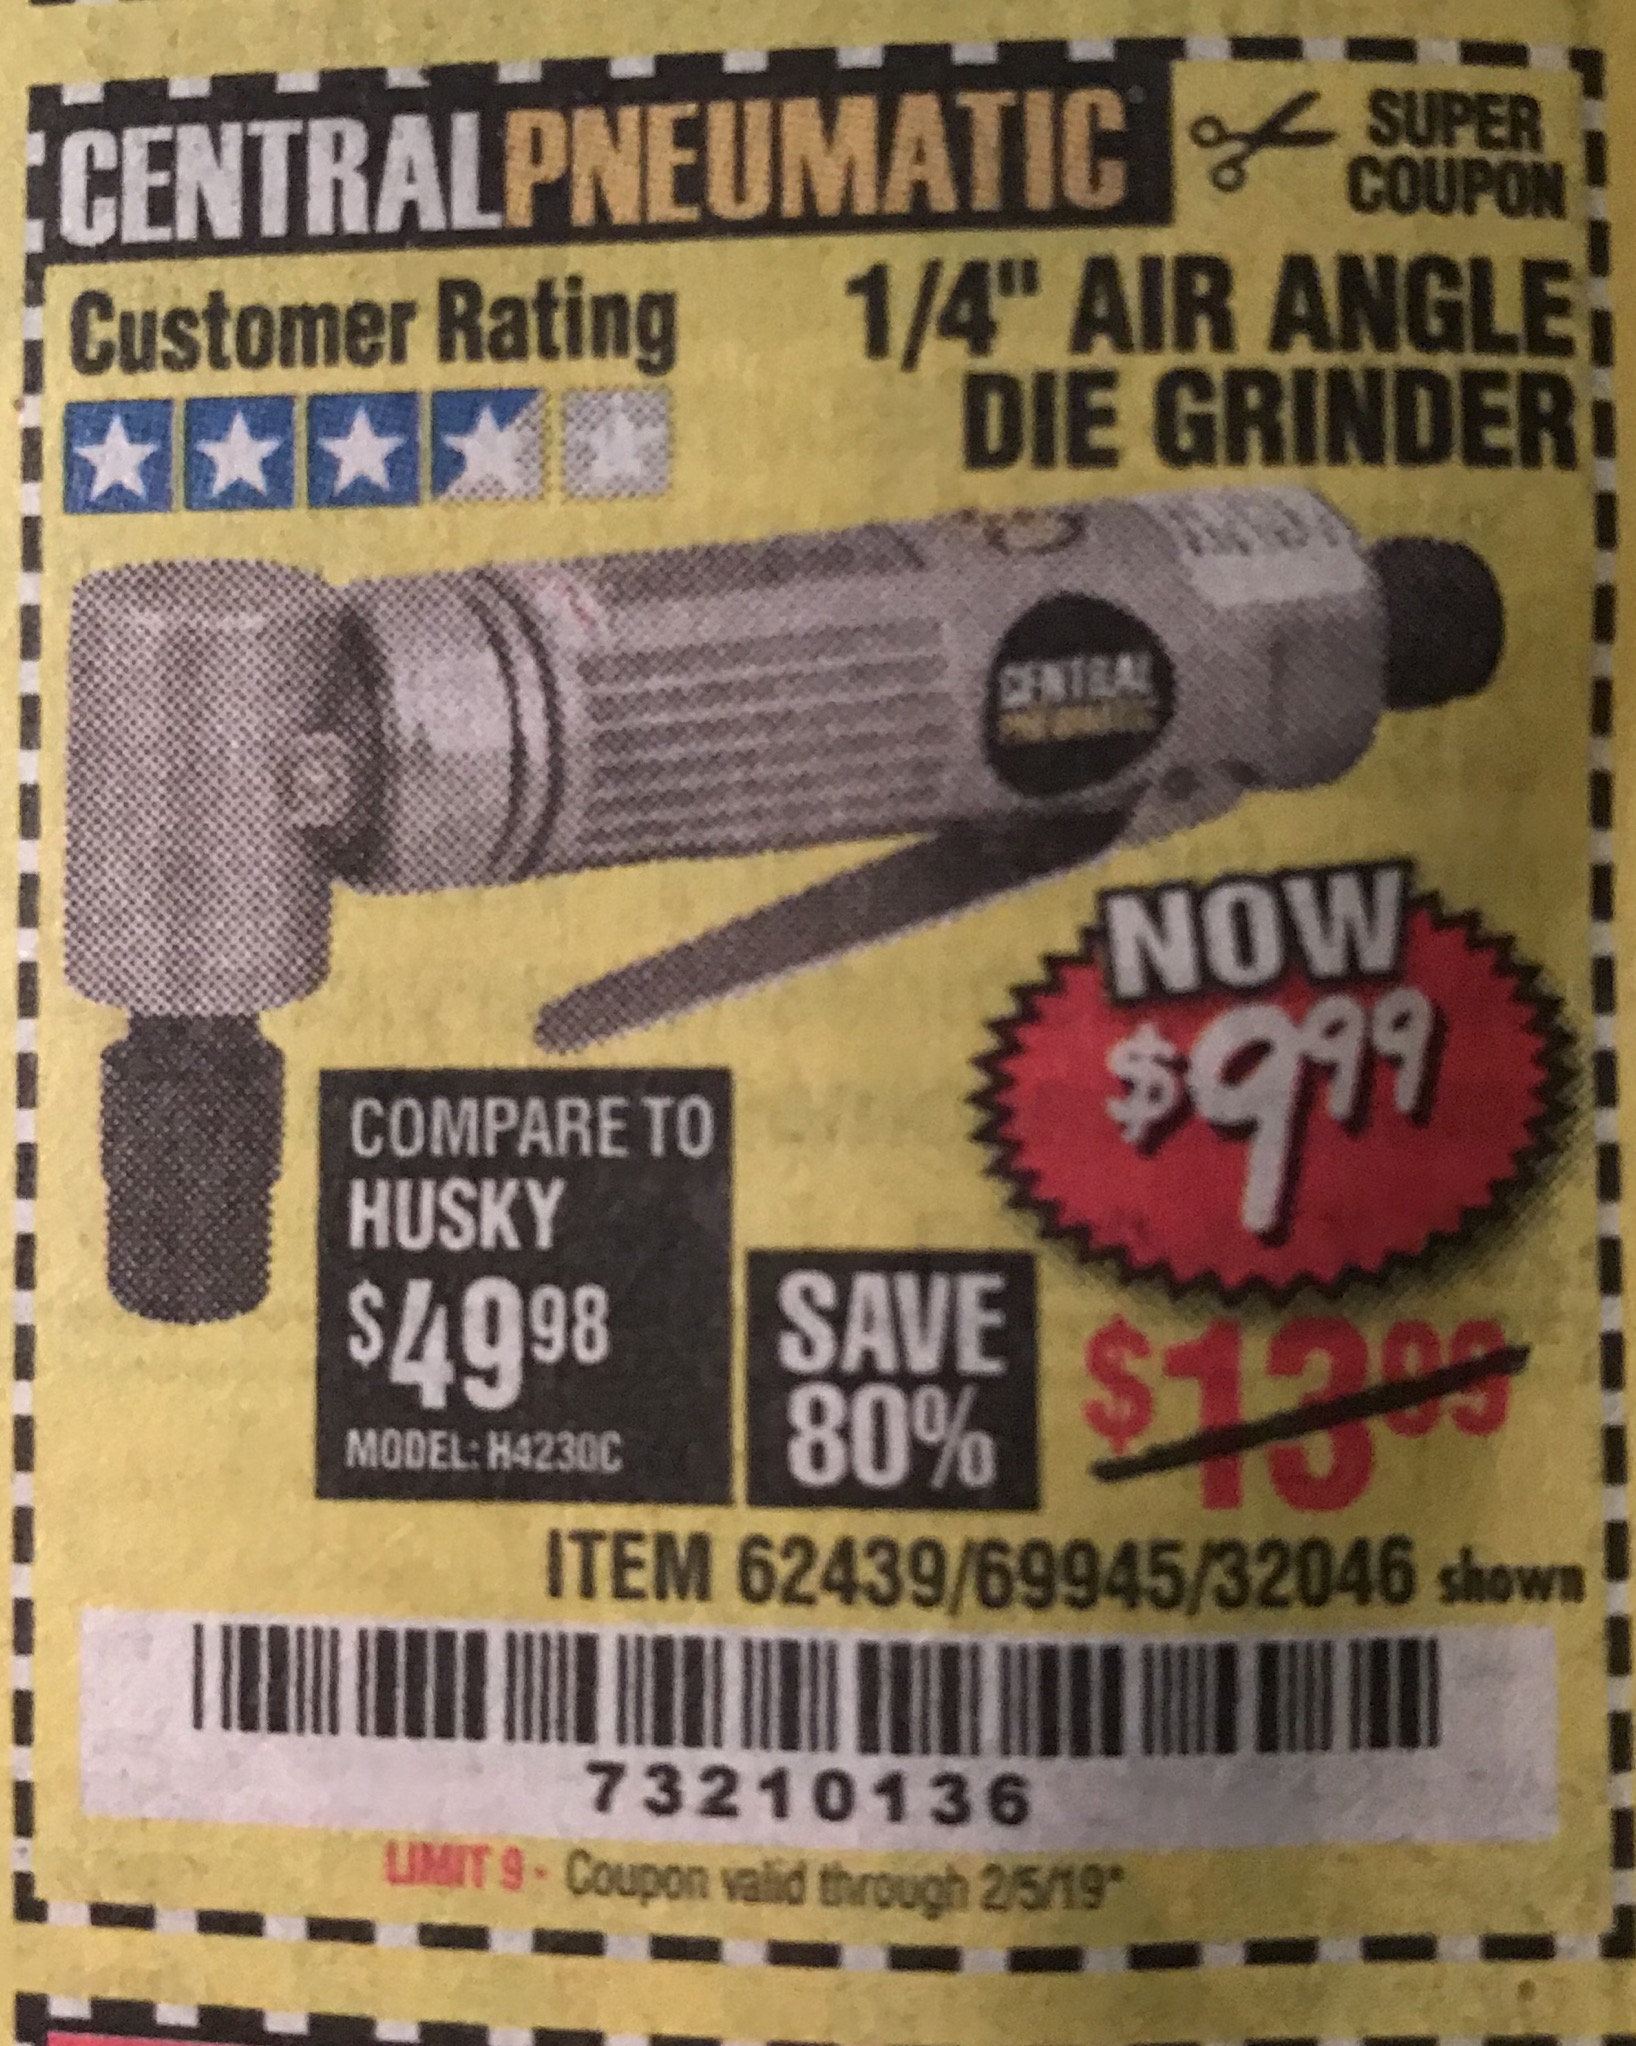 CENTRALPNEUMATIC
SUPER
COUPON
Customer Rating
1/4" AIR ANGLE
DIE GRINDER
CENTRAL
PNEUMATIC
NOW
$9⁹⁹
COMPARE TO
HUSKY
$49⁹⁸
MODEL: H4230C
SAVE
80%
$13⁹⁹
ITEM 62439/69945/32046 shown
73210136
LIMIT 9 - Coupon valid through 2/5/19*